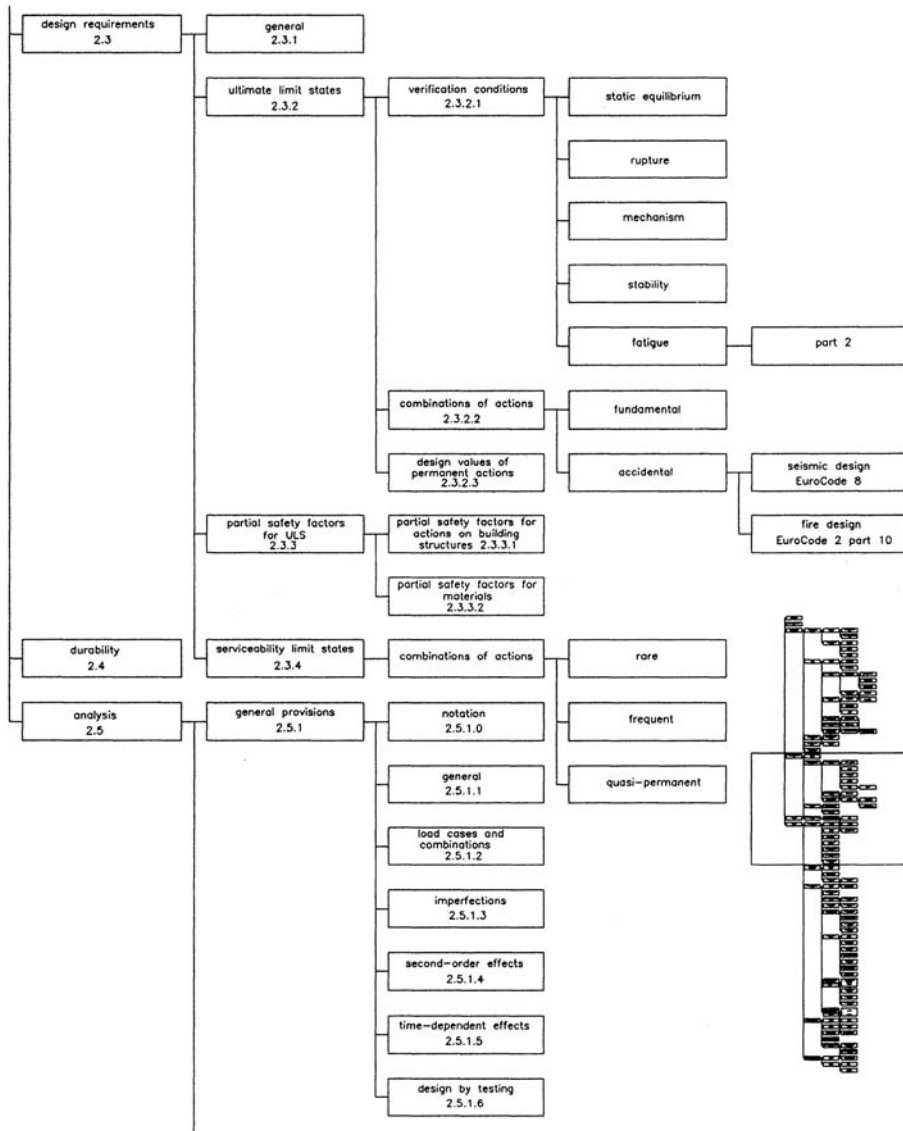 design requirements
2.3
general
2.3.1
ultimate limit states
2.3.2
verification conditions
2.3.2.1
static equilibrium
rupture
mechanism
stability
fatigue
part 2
combinations of actions
2.3.2.2
fundamental
design values of
permanent actions
2.3.2.3
accidental
seismic design
EuroCode 8
fire design
EuroCode 2 part 10
partial safety factors
for ULS
2.3.3
partial safety factors for
actions on building
structures 2.3.3.1
partial safety factors for
materials
2.3.3.2
durability
2.4
serviceability limit states
2.3.4
combinations of actions
rare
frequent
quasi-permanent
analysis
2.5
general provisions
2.5.1
notation
2.5.1.0
general
2.5.1.1
load cases and
combinations
2.5.1.2
imperfections
2.5.1.3
second-order effects
2.5.1.4
time-dependent effects
2.5.1.5
design by testing
2.5.1.6